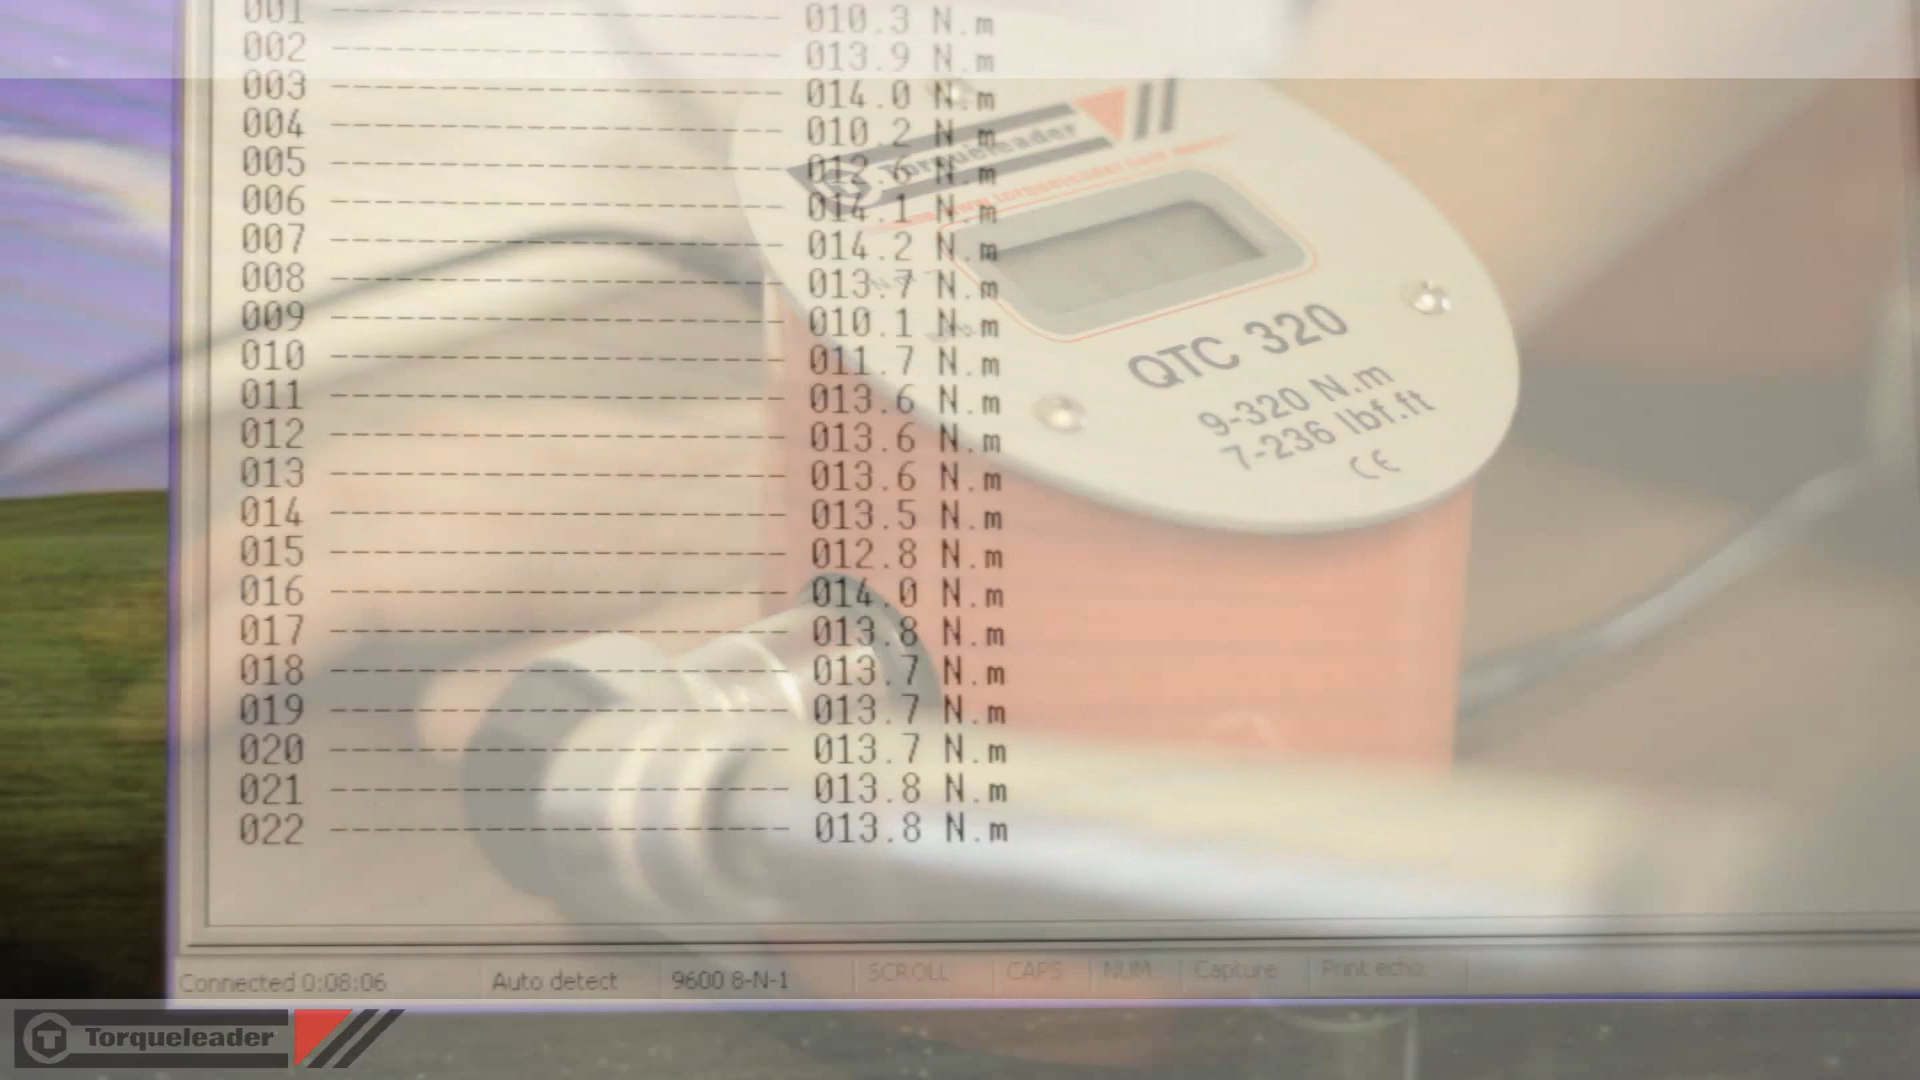 001 -------------------------- 010.3 N.m
002 -------------------------- 013.9 N.m
003 -------------------------- 014.0 N.m
004 -------------------------- 010.2 N.m
005 -------------------------- 012.6 N.m
006 -------------------------- 014.1 N.m
007 -------------------------- 014.2 N.m
008 -------------------------- 013.7 N.m
009 -------------------------- 010.1 N.m
010 -------------------------- 011.7 N.m
011 -------------------------- 013.6 N.m
012 -------------------------- 013.6 N.m
013 -------------------------- 013.6 N.m
014 -------------------------- 013.5 N.m
015 -------------------------- 012.8 N.m
016 -------------------------- 014.0 N.m
017 -------------------------- 013.8 N.m
018 -------------------------- 013.7 N.m
019 -------------------------- 013.7 N.m
020 -------------------------- 013.7 N.m
021 -------------------------- 013.8 N.m
022 -------------------------- 013.8 N.m
Torqueleader
QTC 320
9-320 N.m
7-236 lbf.ft
CE
Connected 0:08:06 Auto detect 9600 8-N-1 SCROLL CAPS NUM Capture Print echo
Torqueleader